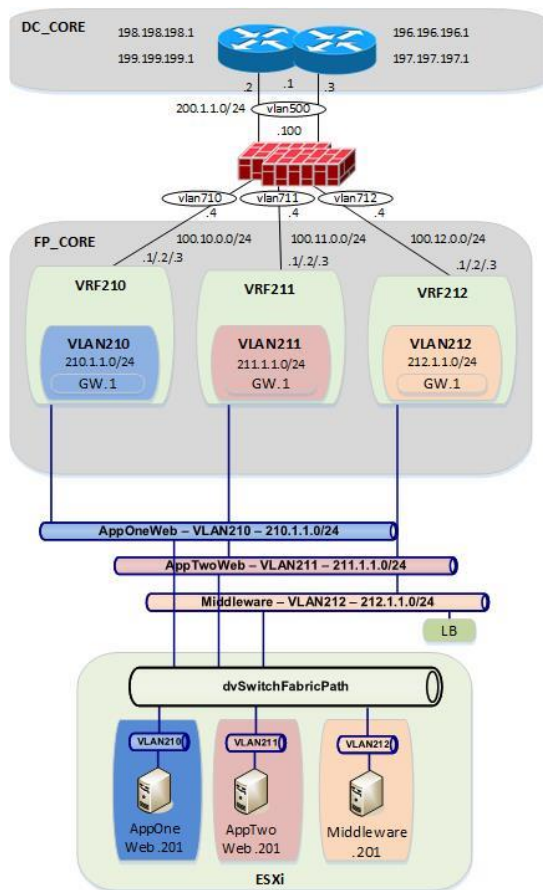 DC_CORE
198.198.198.1
199.199.199.1
196.196.196.1
197.197.197.1
.2
.1
.3
200.1.1.0/24
vlan500
.100
vlan710
vlan711
vlan712
.4
.4
.4
FP_CORE
100.10.0.0/24
100.11.0.0/24
100.12.0.0/24
.1/.2/.3
.1/.2/.3
.1/.2/.3
VRF210
VRF211
VRF212
VLAN210
210.1.1.0/24
GW.1
VLAN211
211.1.1.0/24
GW.1
VLAN212
212.1.1.0/24
GW.1
AppOneWeb – VLAN210 – 210.1.1.0/24
AppTwoWeb – VLAN211 – 211.1.1.0/24
Middleware – VLAN212 – 212.1.1.0/24
LB
dvSwitchFabricPath
VLAN210
VLAN211
VLAN212
AppOne
Web .201
AppTwo
Web .201
Middleware
.201
ESXi